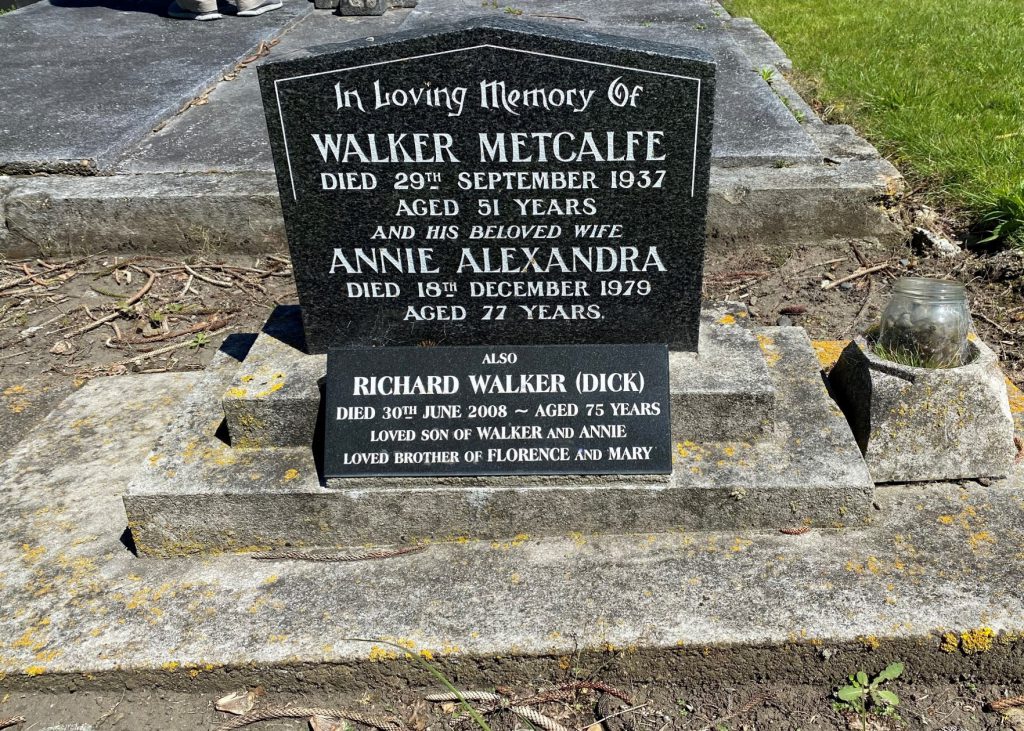 In Loving Memory Of
WALKER METCALFE
DIED 29TH SEPTEMBER 1937
AGED 51 YEARS
AND HIS BELOVED WIFE
ANNIE ALEXANDRA
DIED 18TH DECEMBER 1979
AGED 77 YEARS.
ALSO
RICHARD WALKER (DICK)
DIED 30TH JUNE 2008 ~ AGED 75 YEARS
LOVED SON OF WALKER AND ANNIE
LOVED BROTHER OF FLORENCE AND MARY